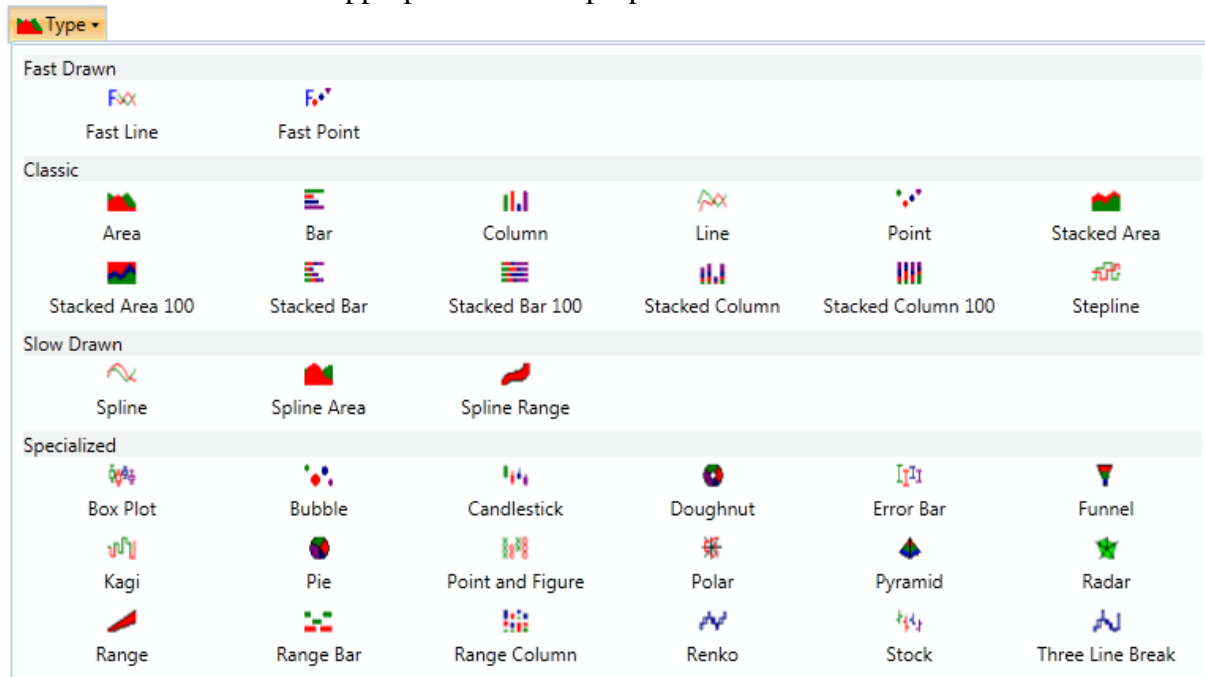 Type
Fast Drawn
Fast Line Fast Point
Classic
Area Bar Column Line Point Stacked Area
Stacked Area 100 Stacked Bar Stacked Bar 100 Stacked Column Stacked Column 100 Stepline
Slow Drawn
Spline Spline Area Spline Range
Specialized
Box Plot Bubble Candlestick Doughnut Error Bar Funnel
Kagi Pie Point and Figure Polar Pyramid Radar
Range Range Bar Range Column Renko Stock Three Line Break